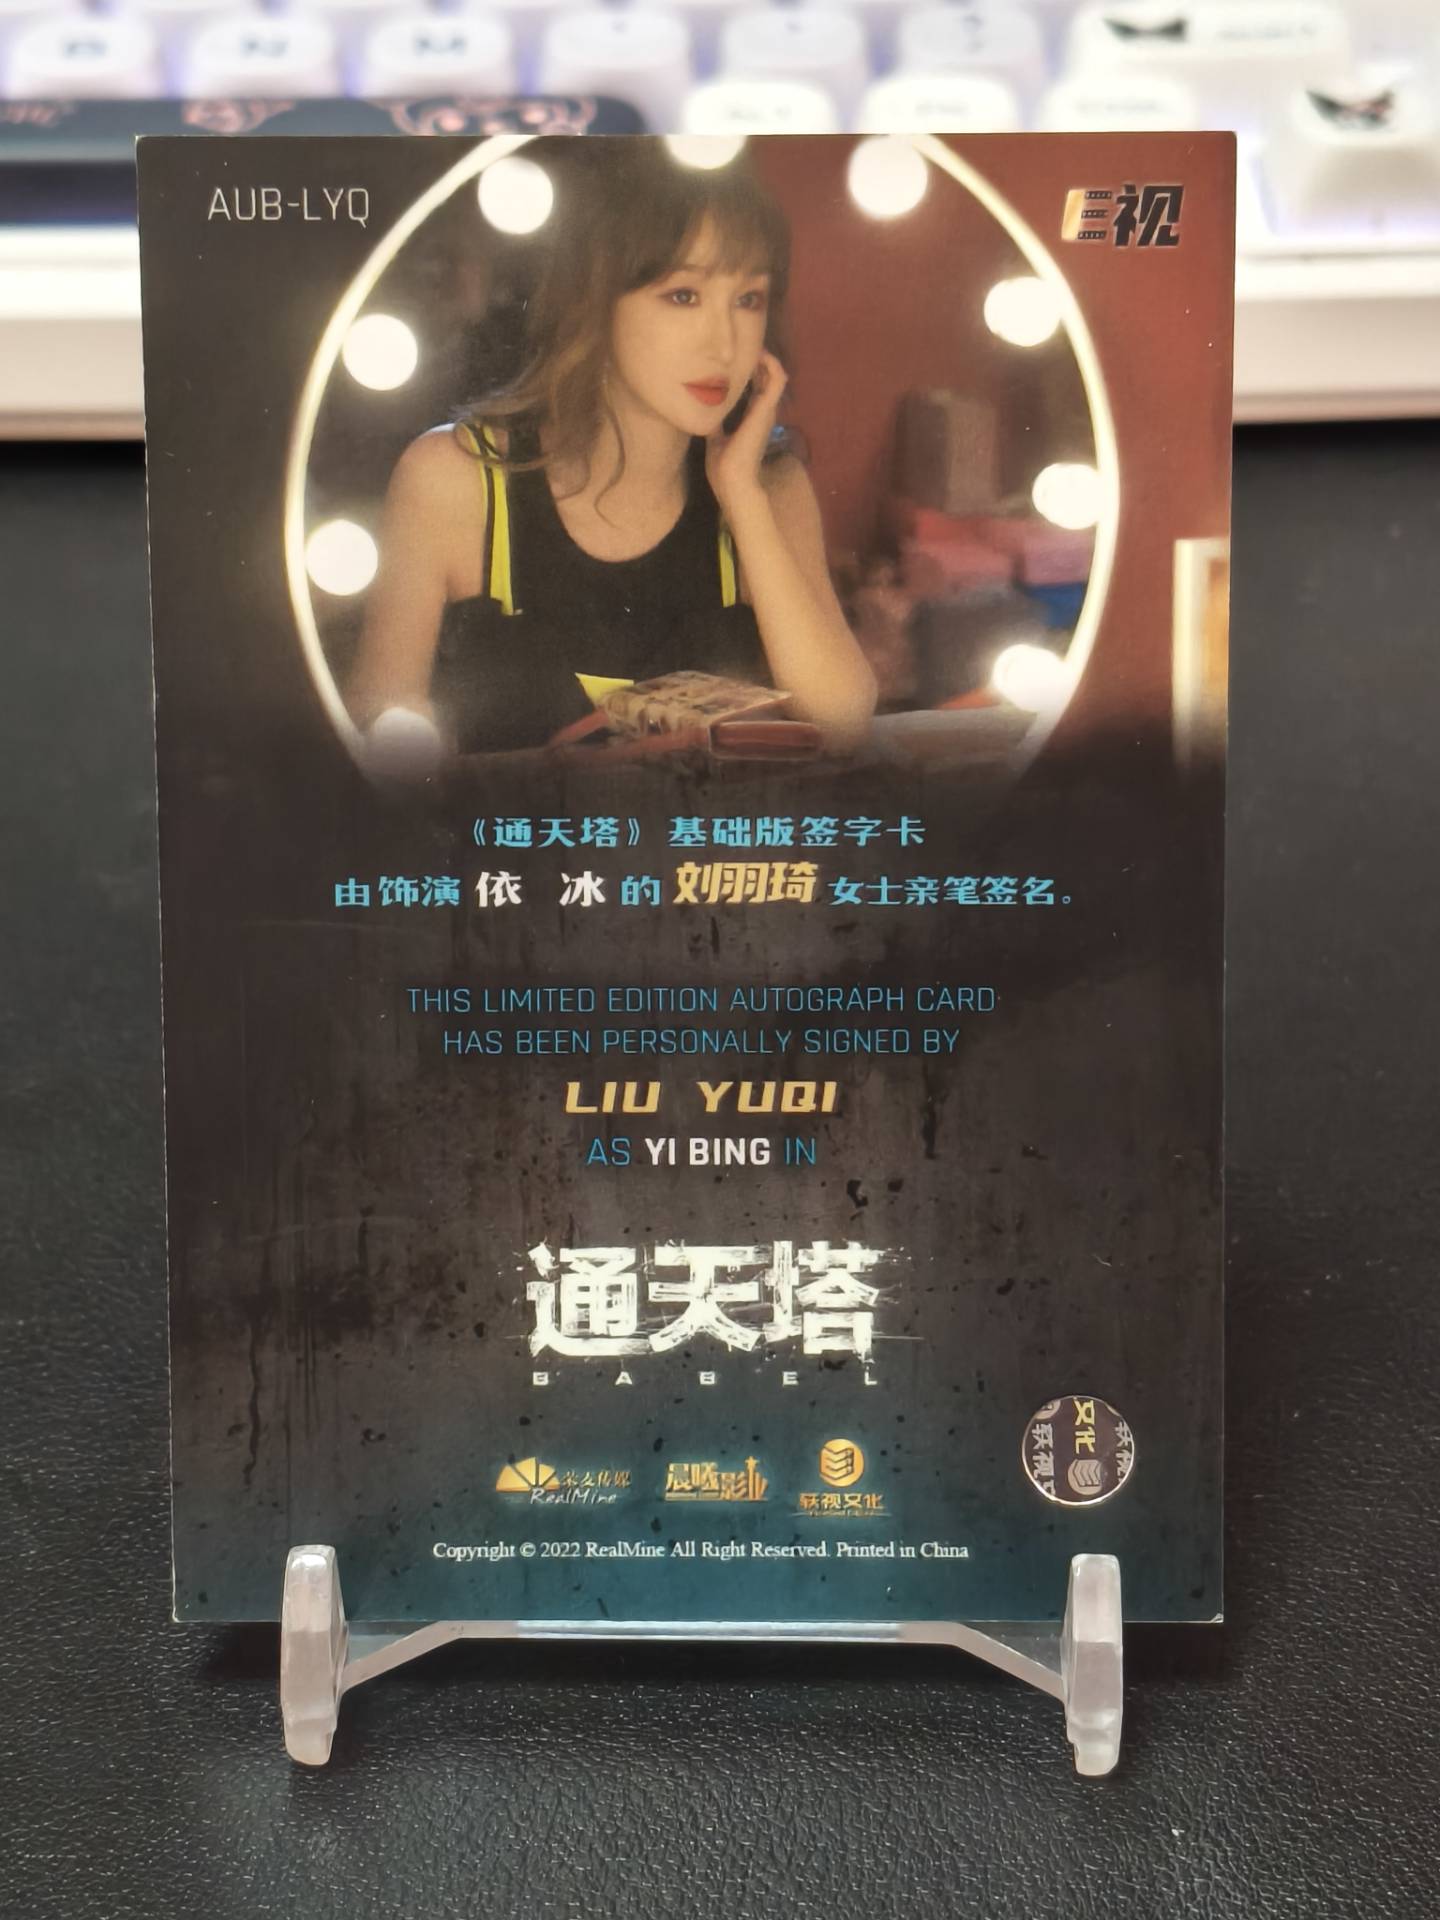 AUB-LYQ
E视
《通天塔》基础版签字卡
由饰演 依 冰 的 刘羽琦 女士亲笔签名。
THIS LIMITED EDITION AUTOGRAPH CARD
HAS BEEN PERSONALLY SIGNED BY
LIU YUQI
AS YI BING IN
通天塔
BABEL
RealMine
晨曦影业
轶视文化
文化
Copyright © 2022 RealMine All Right Reserved. Printed in China